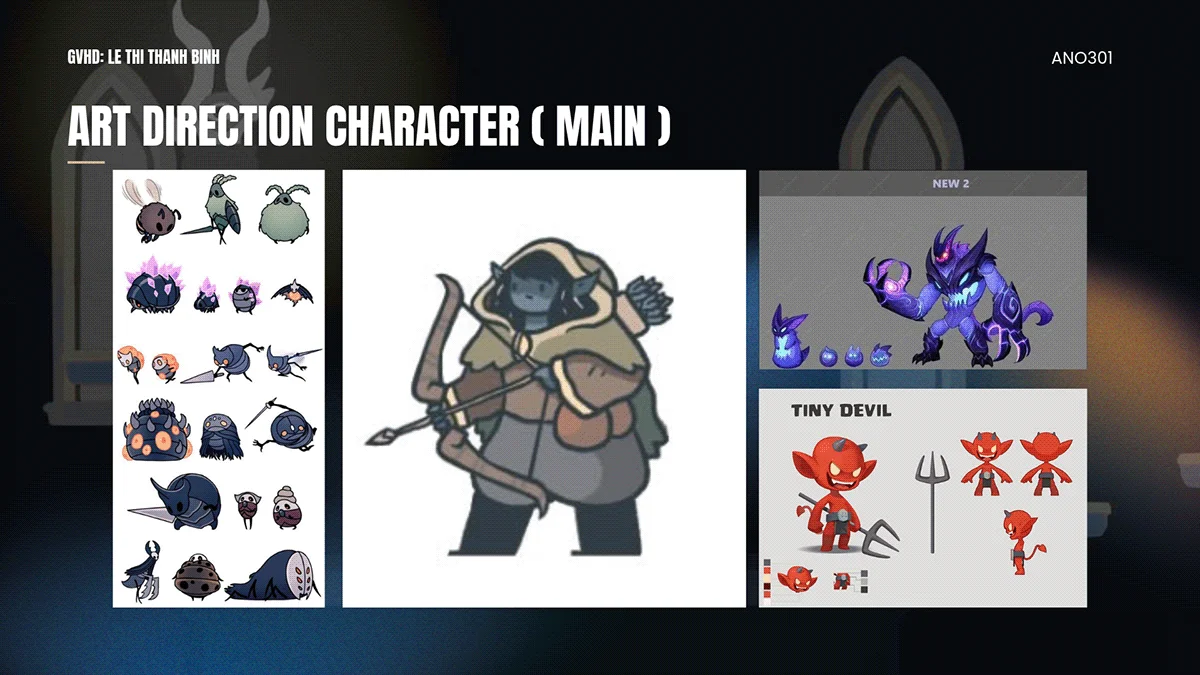 GVHD: LE THI THANH BINH
ANO301
ART DIRECTION CHARACTER ( MAIN )
NEW 2
TINY DEVIL